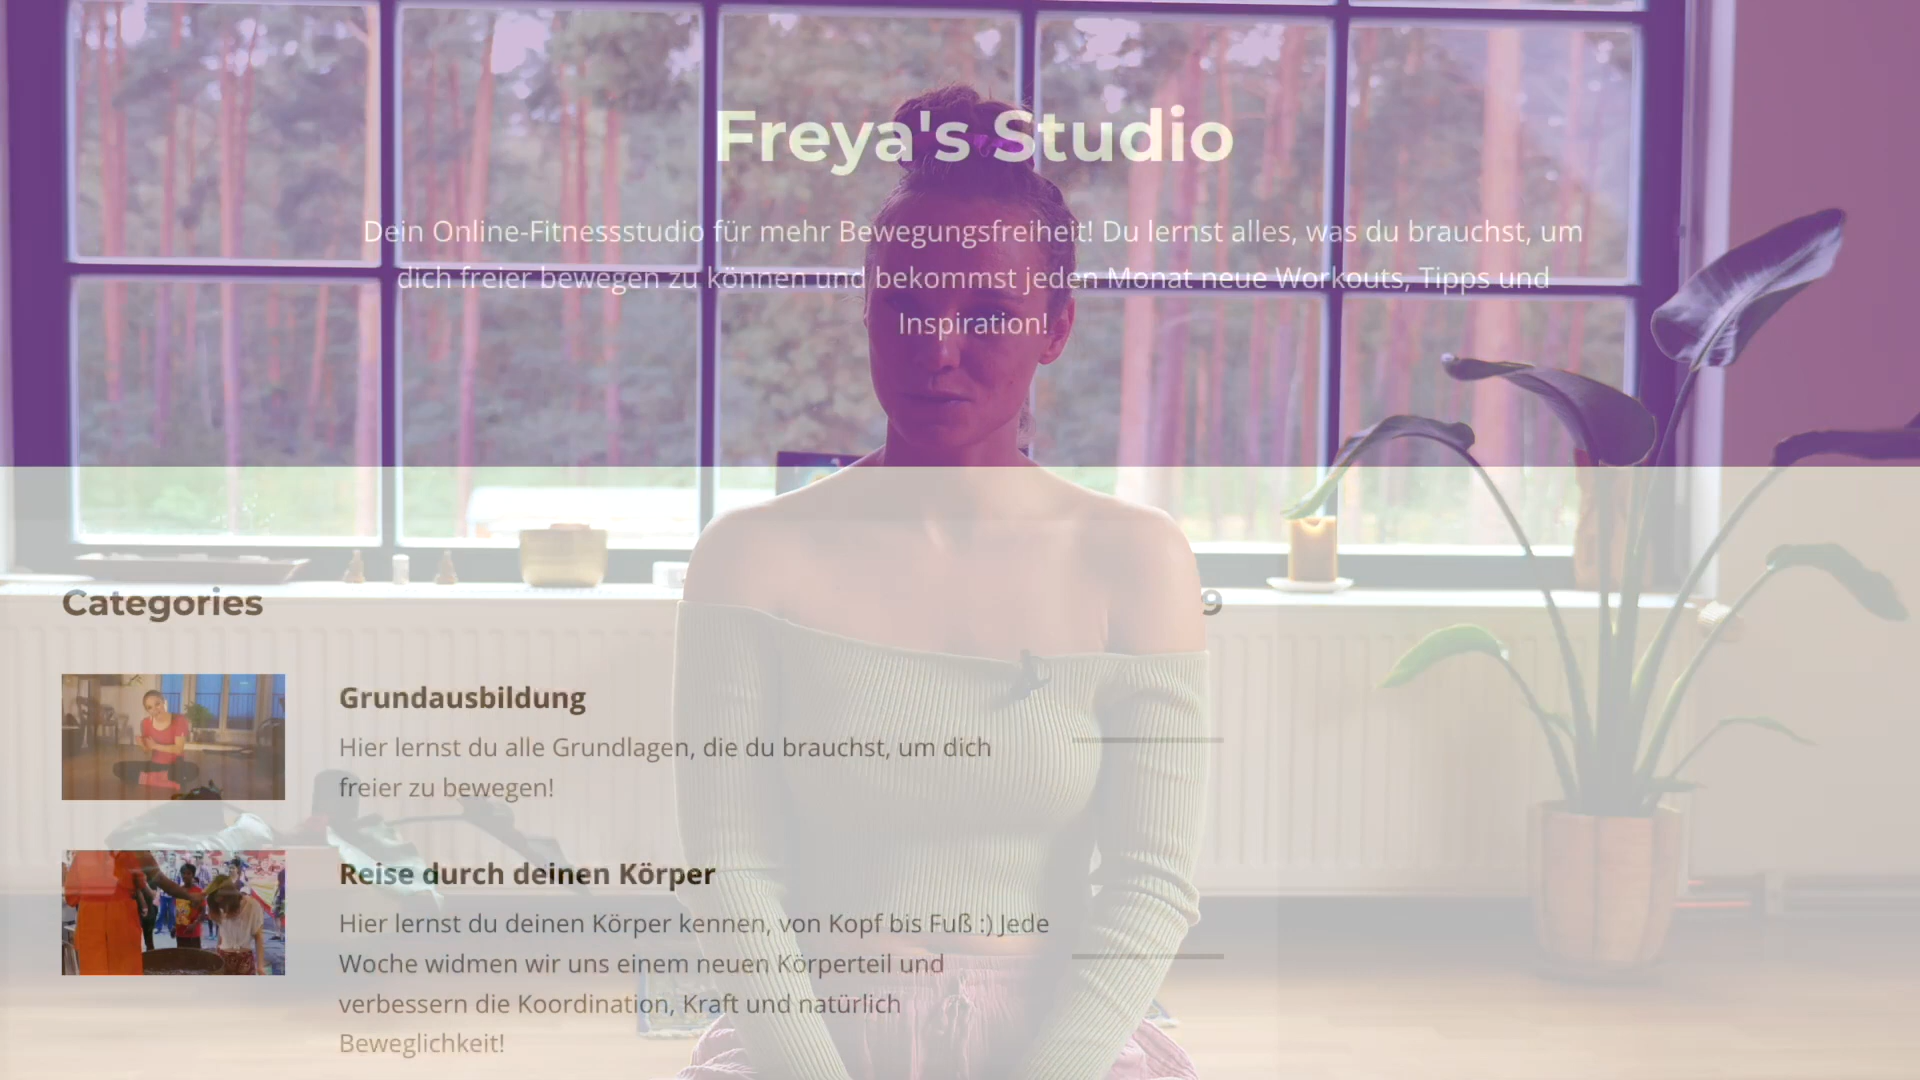 Freya's Studio
Dein Online-Fitnessstudio für mehr Bewegungsfreiheit! Du lernst alles, was du brauchst, um
dich freier bewegen zu können und bekommst jeden Monat neue Workouts, Tipps und
Inspiration!
Categories
9
Grundausbildung
Hier lernst du alle Grundlagen, die du brauchst, um dich
freier zu bewegen!
Reise durch deinen Körper
Hier lernst du deinen Körper kennen, von Kopf bis Fuß :) Jede
Woche widmen wir uns einem neuen Körperteil und
verbessern die Koordination, Kraft und natürlich
Beweglichkeit!